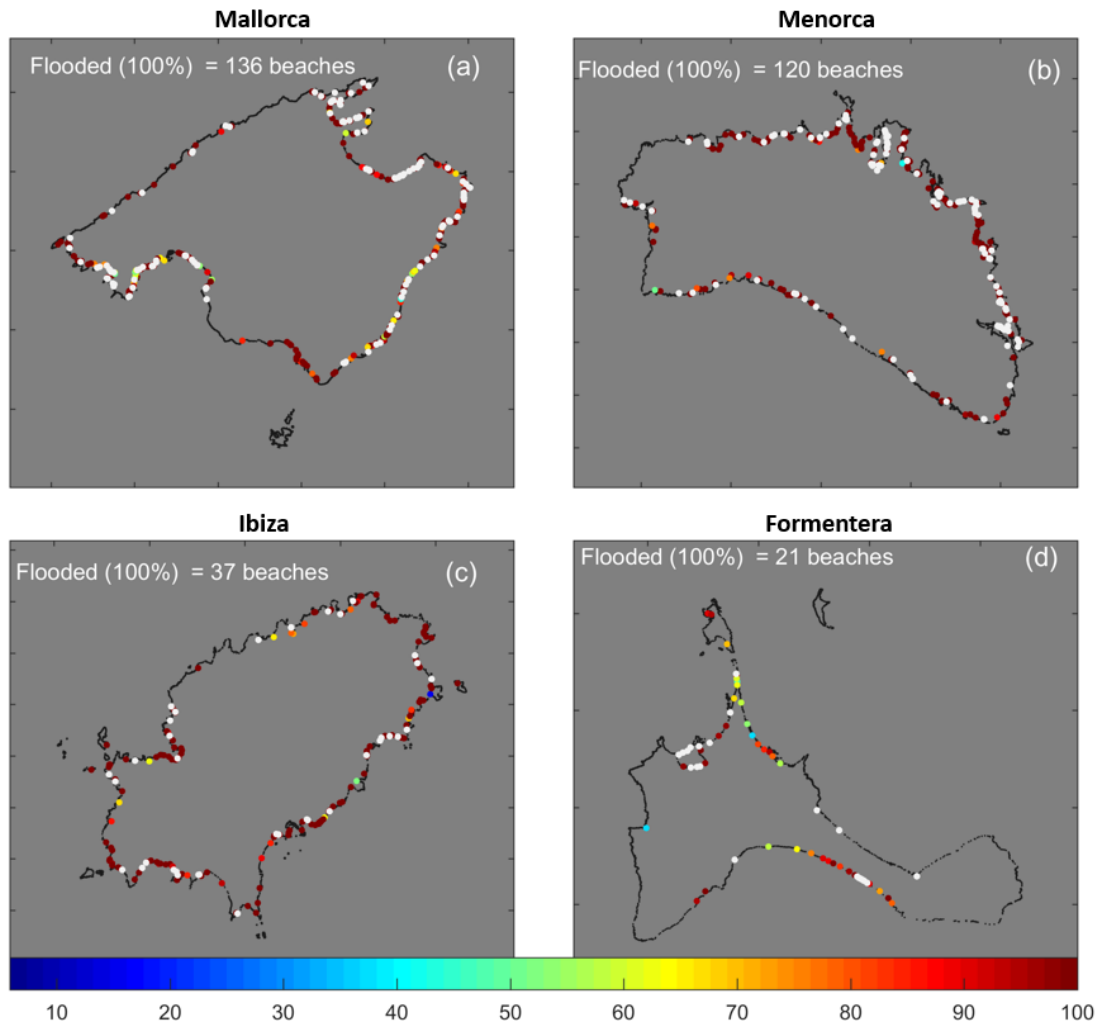 Mallorca
Flooded (100%) = 136 beaches
(a)
Menorca
Flooded (100%) = 120 beaches
(b)
Ibiza
Flooded (100%) = 37 beaches
(c)
Formentera
Flooded (100%) = 21 beaches
(d)
10 20 30 40 50 60 70 80 90 100